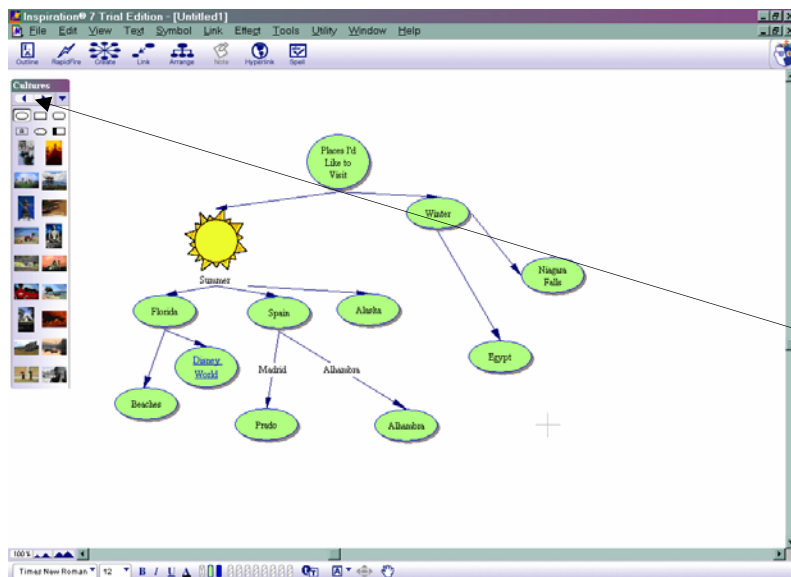 Inspiration® 7 Trial Edition - [Untitled1]
File Edit View Text Symbol Link Effect Tools Utility Window Help
Outline RapidFire Create Link Arrange Note Hyperlink Spell
Cultures
Places I'd
Like to
Visit
Winter
Summer
Niagara
Falls
Florida
Spain
Alaska
Disney
World
Madrid
Alhambra
Egypt
Beaches
Prado
Alhambra
100%
Times New Roman 12 B I U A